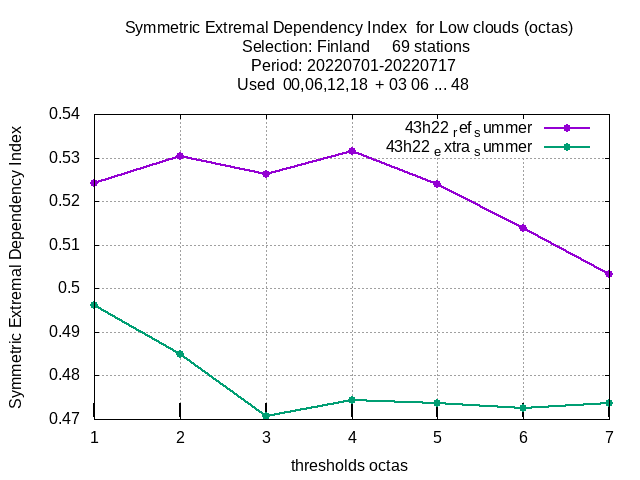 Symmetric Extremal Dependency Index  for Low clouds (octas)
Selection: Finland     69 stations
Period: 20220701-20220717
Used  00,06,12,18  + 03 06 ... 48
0.54
0.53
0.52
0.51
0.5
0.49
0.48
0.47
Symmetric Extremal Dependency Index
43h22 ref summer
43h22 extra summer
1 2 3 4 5 6 7
thresholds octas